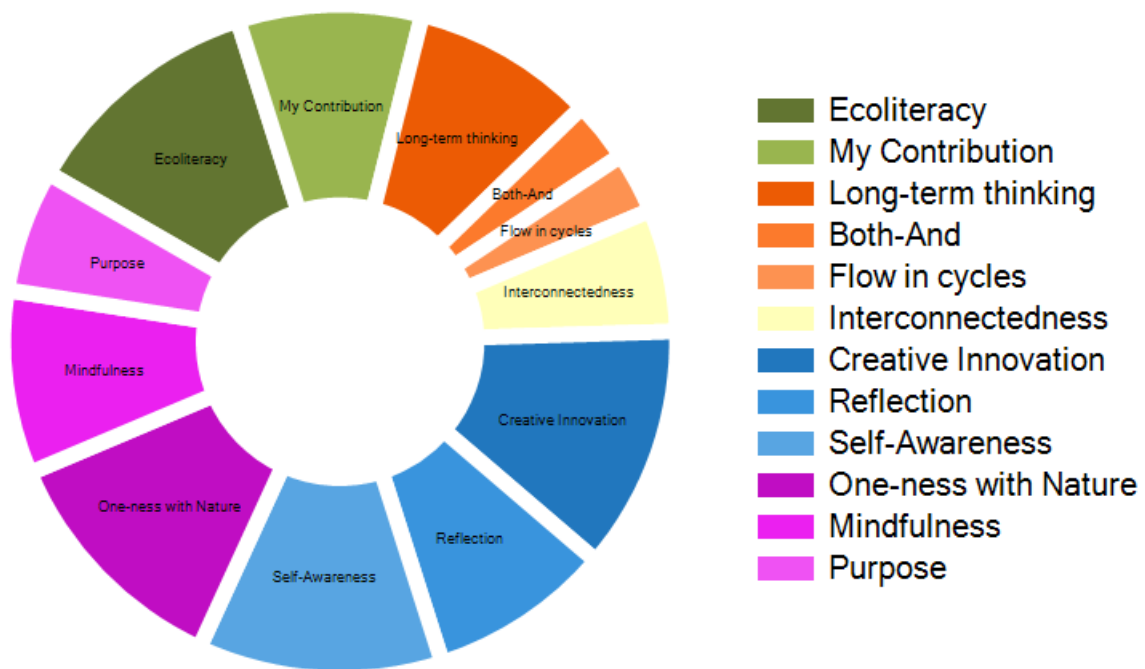 My Contribution
Long-term thinking
Ecoliteracy
Both-And
Flow in cycles
Purpose
Interconnectedness
Mindfulness
Creative Innovation
One-ness with Nature
Reflection
Self-Awareness
Ecoliteracy
My Contribution
Long-term thinking
Both-And
Flow in cycles
Interconnectedness
Creative Innovation
Reflection
Self-Awareness
One-ness with Nature
Mindfulness
Purpose